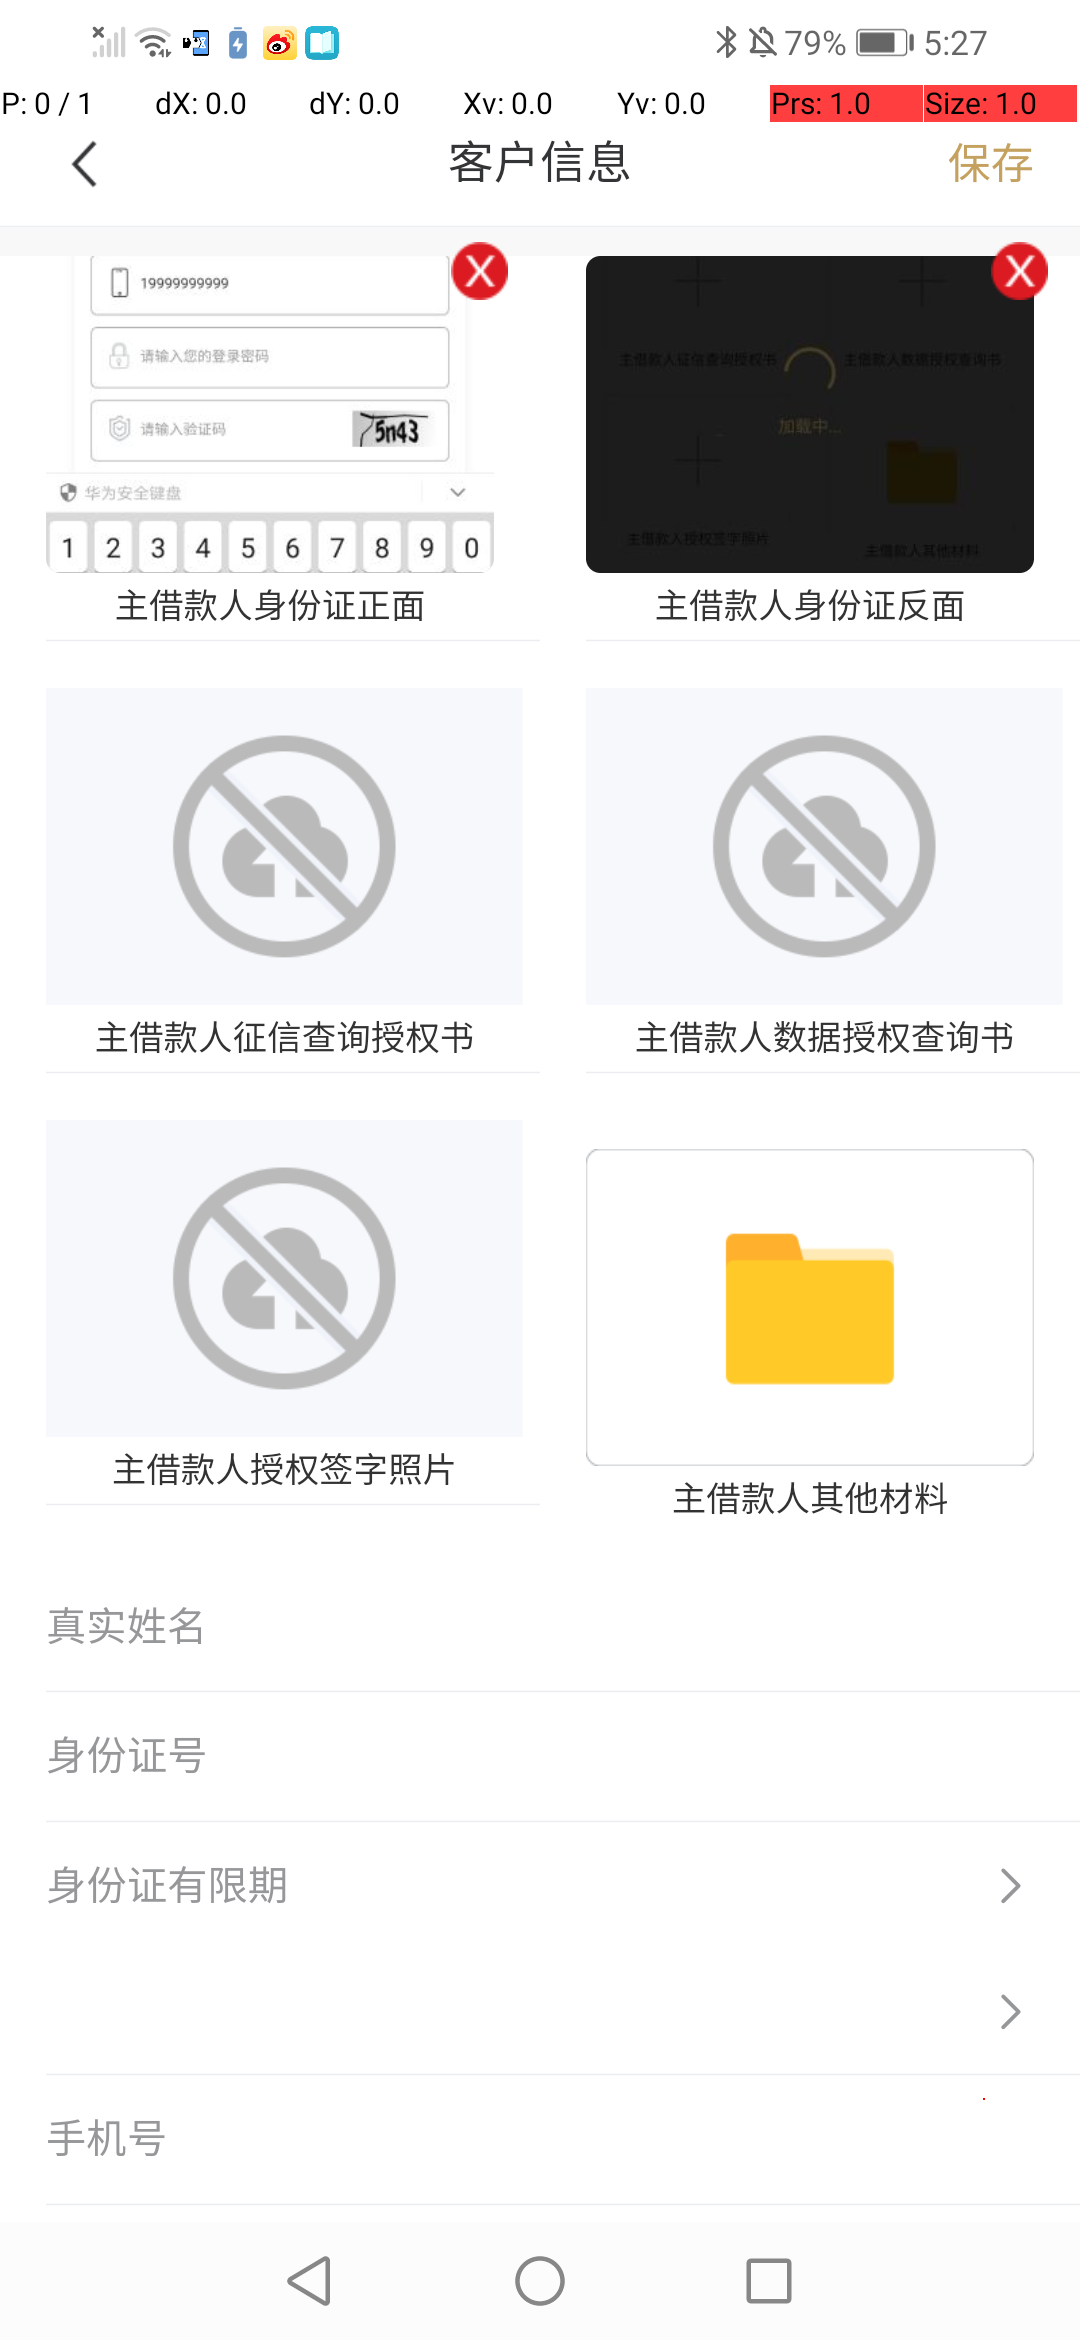 79% 5:27
P: 0 / 1 dX: 0.0 dY: 0.0 Xv: 0.0 Yv: 0.0 Prs: 1.0 Size: 1.0
客户信息 保存
19999999999
请输入您的登录密码
请输入验证码 75n43
华为安全键盘
1 2 3 4 5 6 7 8 9 0
主借款人身份证正面
主借款人征信查询授权书 主借款人数据授权查询书
加载中...
主借款人授权签字照片 主借款人其他材料
主借款人身份证反面
主借款人征信查询授权书 主借款人数据授权查询书
主借款人授权签字照片 主借款人其他材料
真实姓名
身份证号
身份证有限期
手机号